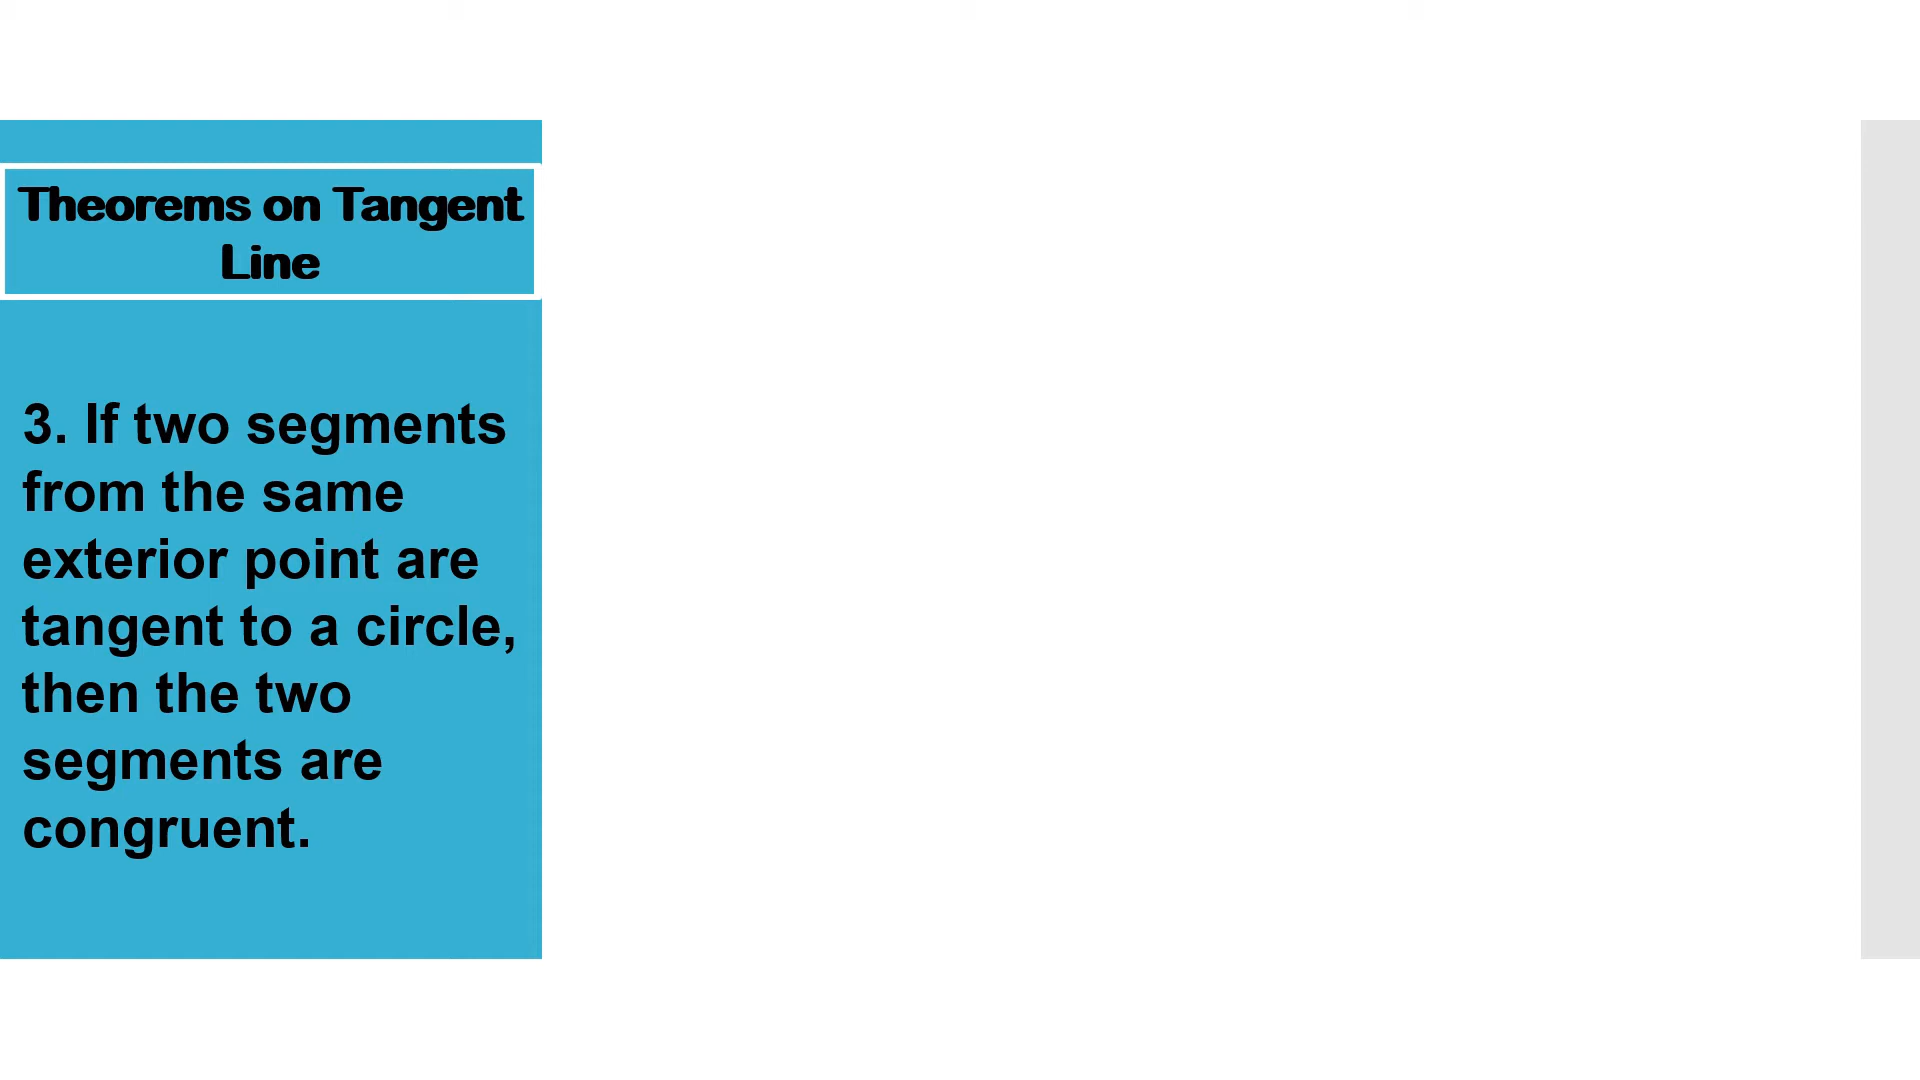 Theorems on Tangent
Line
3. If two segments
from the same
exterior point are
tangent to a circle,
then the two
segments are
congruent.